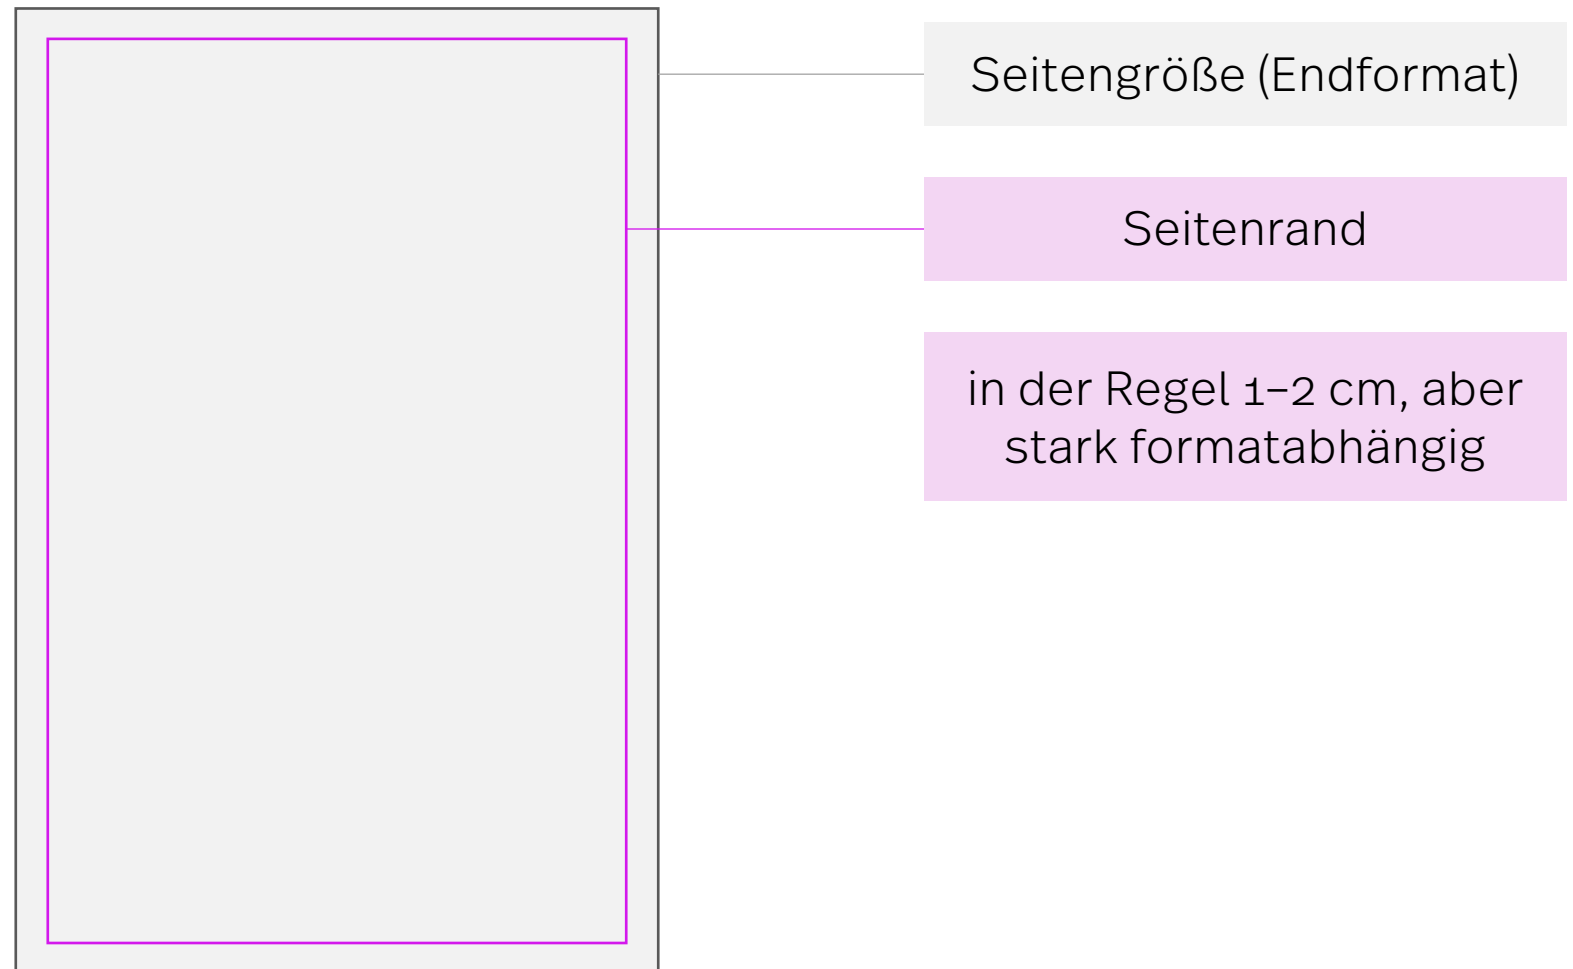 Seitengröße (Endformat)
Seitenrand
in der Regel 1–2 cm, aber
stark formatabhängig